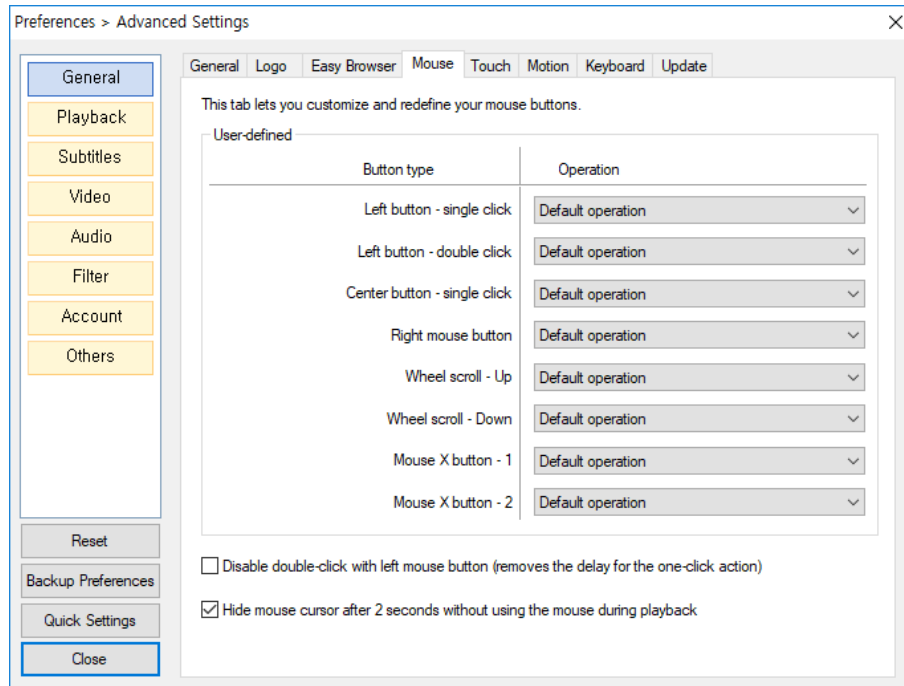 Preferences > Advanced Settings
General
Playback
Subtitles
Video
Audio
Filter
Account
Others
Reset
Backup Preferences
Quick Settings
Close
General Logo Easy Browser Mouse Touch Motion Keyboard Update
This tab lets you customize and redefine your mouse buttons.
User-defined
Button type Operation
Left button - single click Default operation
Left button - double click Default operation
Center button - single click Default operation
Right mouse button Default operation
Wheel scroll - Up Default operation
Wheel scroll - Down Default operation
Mouse X button - 1 Default operation
Mouse X button - 2 Default operation
Disable double-click with left mouse button (removes the delay for the one-click action)
Hide mouse cursor after 2 seconds without using the mouse during playback